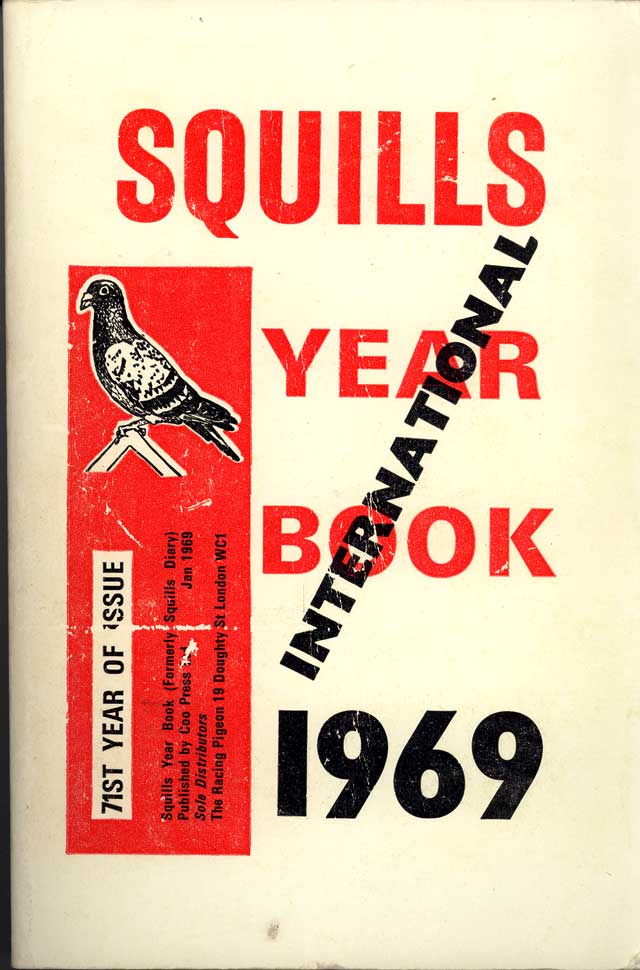 SQUILLS
YEAR
BOOK
INTERNATIONAL
1969
71ST YEAR OF ISSUE
Squills Year Book (Formerly Squills Diary)
Published by Coo Press Jan 1969
Sole Distributors
The Racing Pigeon 19 Doughty St London WC1